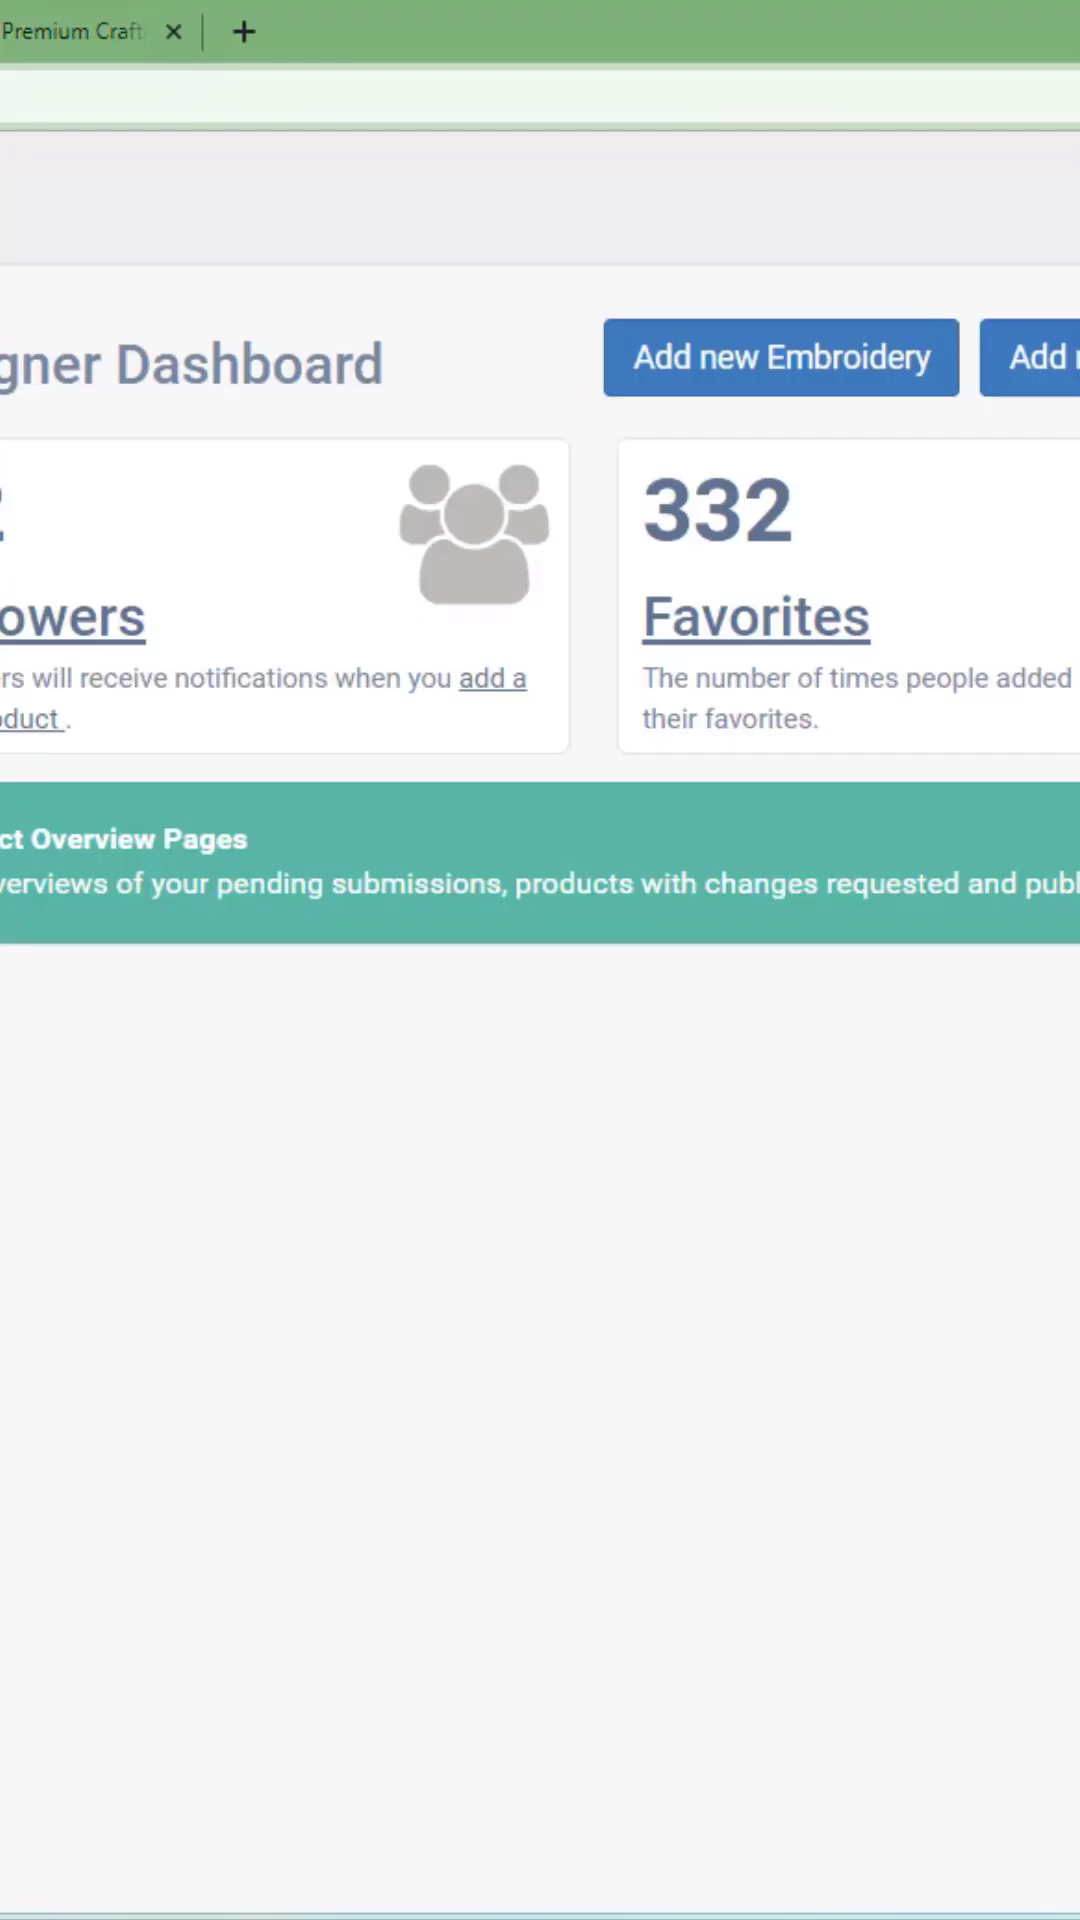 Premium Craft
gner Dashboard
Add new Embroidery
Add
332
owers
Favorites
rs will receive notifications when you add a
oduct .
The number of times people added
their favorites.
ct Overview Pages
verviews of your pending submissions, products with changes requested and publ